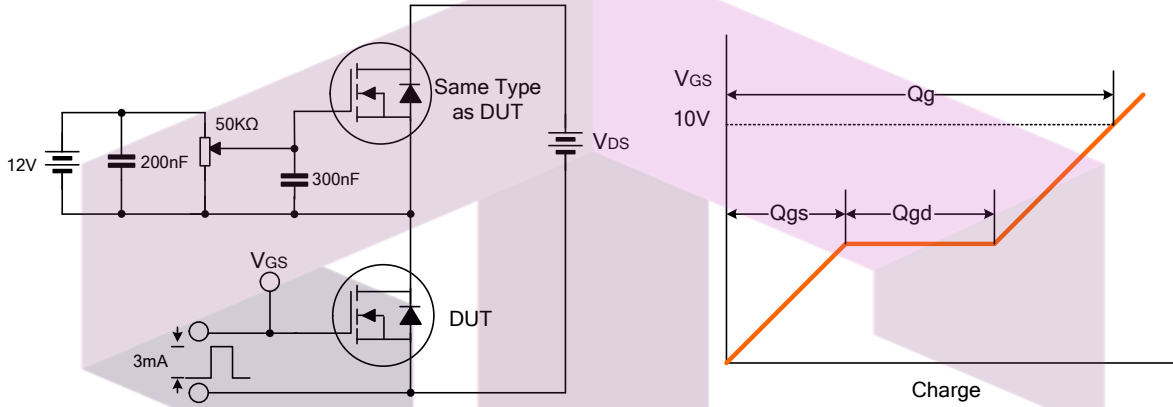 Same Type
as DUT
50KΩ
12V
200nF
300nF
VDS
VGS
DUT
3mA
VGS
Qg
10V
Qgs
Qgd
Charge